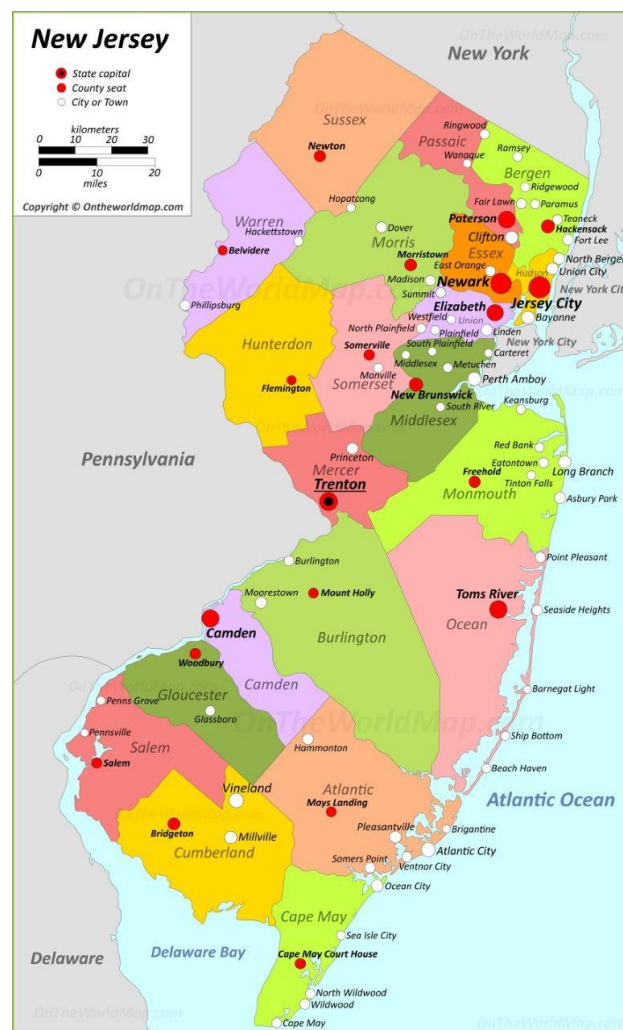 New Jersey
State capital
County seat
City or Town
kilometers
0 10 20 30
0 10 20
miles
Copyright © Ontheworldmap.com
OnTheWorldMap.com
New York
Sussex
Newton
Passaic
Ringwood
Wanaque
Ramsey
Bergen
Ridgewood
Fair Lawn
Paramus
Paterson
Teaneck
Hackensack
Clifton
Fort Lee
Warren
Hackettstown
Belvidere
Hopatcong
Dover
Morris
Morristown
Essex
East Orange
North Bergen
Hudson
Union City
Newark
Jersey City
New York City
Madison
Summit
Elizabeth
Bayonne
OnTheWorldMap.com
Phillipsburg
Westfield
Union
North Plainfield
Plainfield
Linden
New York City
Hunterdon
Somerville
South Plainfield
Somerset
Manville
Middlesex
Metuchen
Carteret
Flemington
New Brunswick
Perth Amboy
South River
Keansburg
Middlesex
Pennsylvania
Princeton
Mercer
Trenton
Red Bank
Eatontown
Long Branch
Freehold
Tinton Falls
Monmouth
Asbury Park
Burlington
Point Pleasant
Moorestown
Mount Holly
Toms River
Seaside Heights
Camden
Ocean
Burlington
Woodbury
Camden
Gloucester
Barnegat Light
Penns Grove
Glassboro
OnTheWorldMap.com
Pennsville
Salem
Hammonton
Ship Bottom
Salem
Beach Haven
Vineland
Atlantic
Mays Landing
Atlantic Ocean
Bridgeton
Millville
Pleasantville
Brigantine
Cumberland
Atlantic City
Somers Point
Ventnor City
Ocean City
Cape May
Sea Isle City
Delaware
Delaware Bay
Cape May Court House
North Wildwood
Wildwood
Cape May
OnTheWorldMap.com